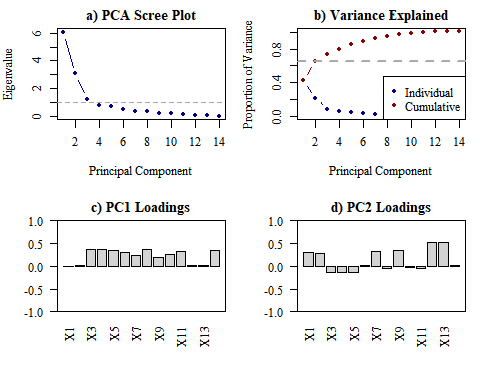 a) PCA Scree Plot
Eigenvalue
6
4
2
0
2 4 6 8 10 12 14
Principal Component
b) Variance Explained
Proportion of Variance
0.8
0.4
0.0
Individual
Cumulative
2 4 6 8 10 12 14
Principal Component
c) PC1 Loadings
1.0
0.5
0.0
-0.5
-1.0
X1 X3 X5 X7 X9 X11 X13
d) PC2 Loadings
1.0
0.5
0.0
-0.5
-1.0
X1 X3 X5 X7 X9 X11 X13